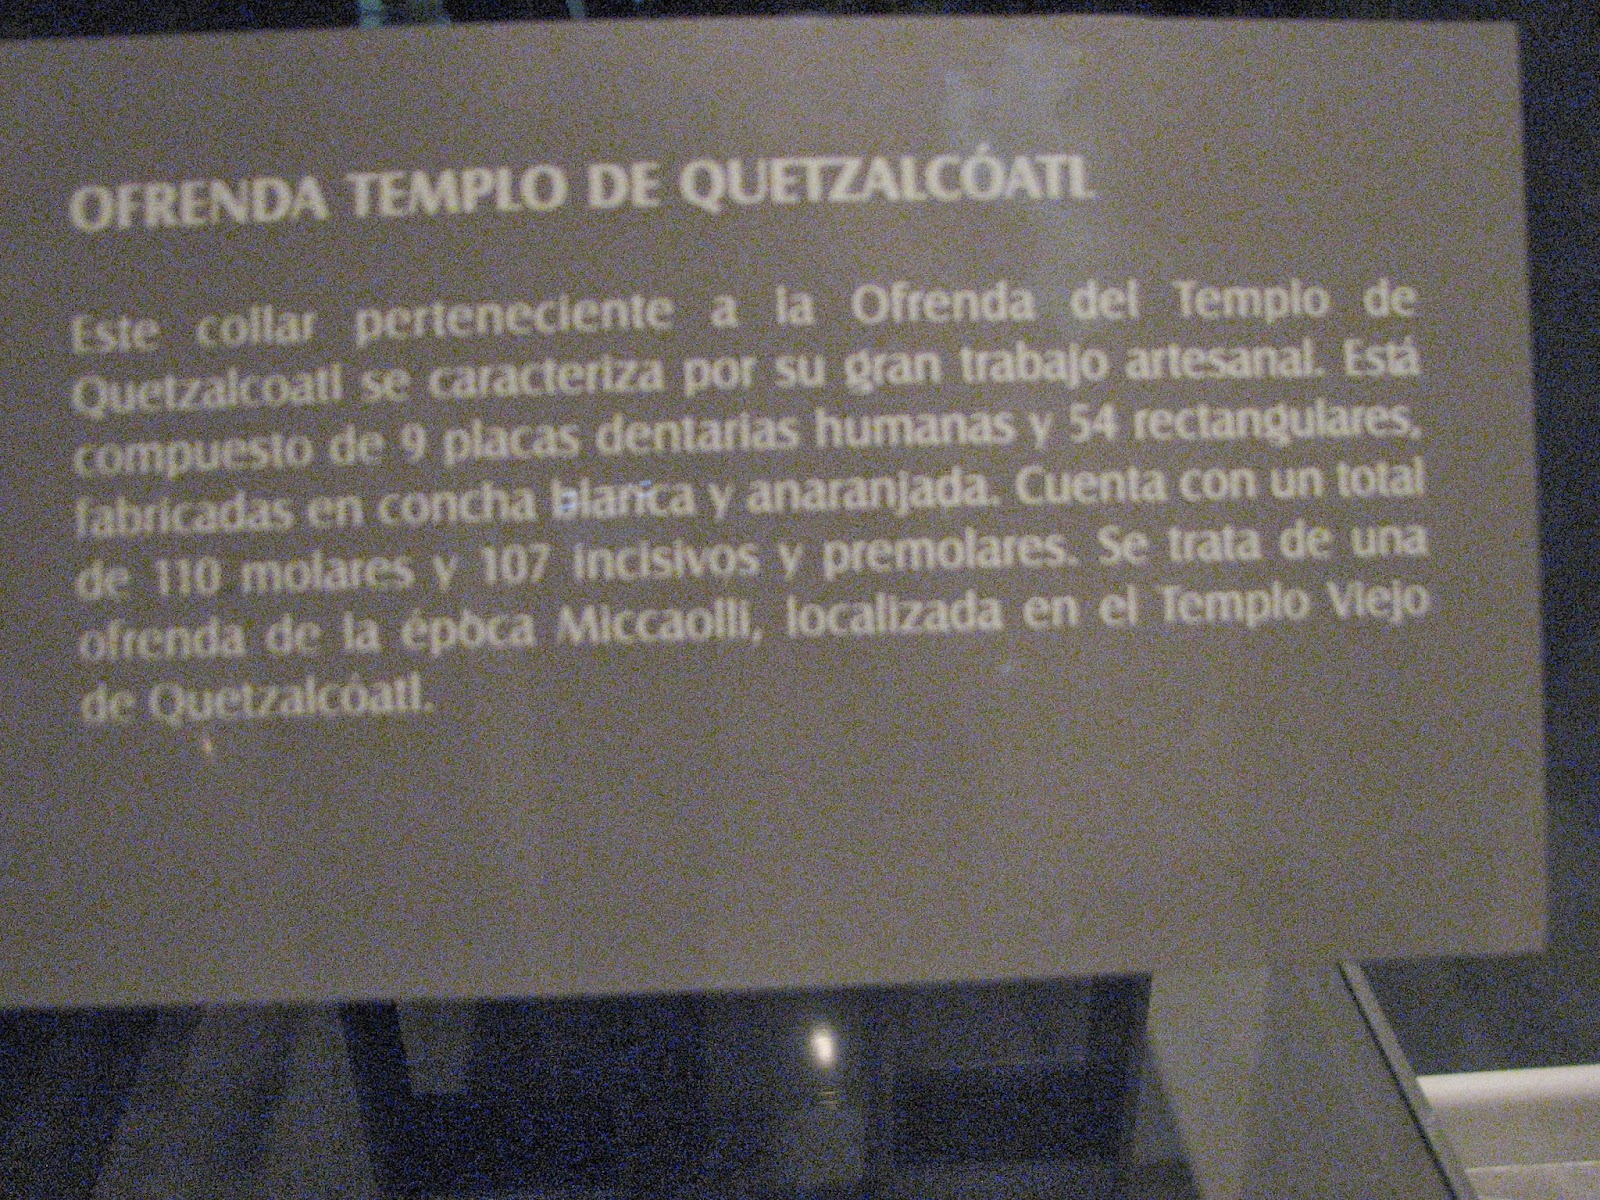 OFRENDA TEMPLO DE QUETZALCÓATL
Este collar perteneciente a la Ofrenda del Templo de
Quetzalcoatl se caracteriza por su gran trabajo artesanal. Está
compuesto de 9 placas dentarias humanas y 54 rectangulares,
fabricadas en concha blanca y anaranjada. Cuenta con un total
de 110 molares y 107 incisivos y premolares. Se trata de una
ofrenda de la épòca Miccaolli, localizada en el Templo Viejo
de Quetzalcóatl.